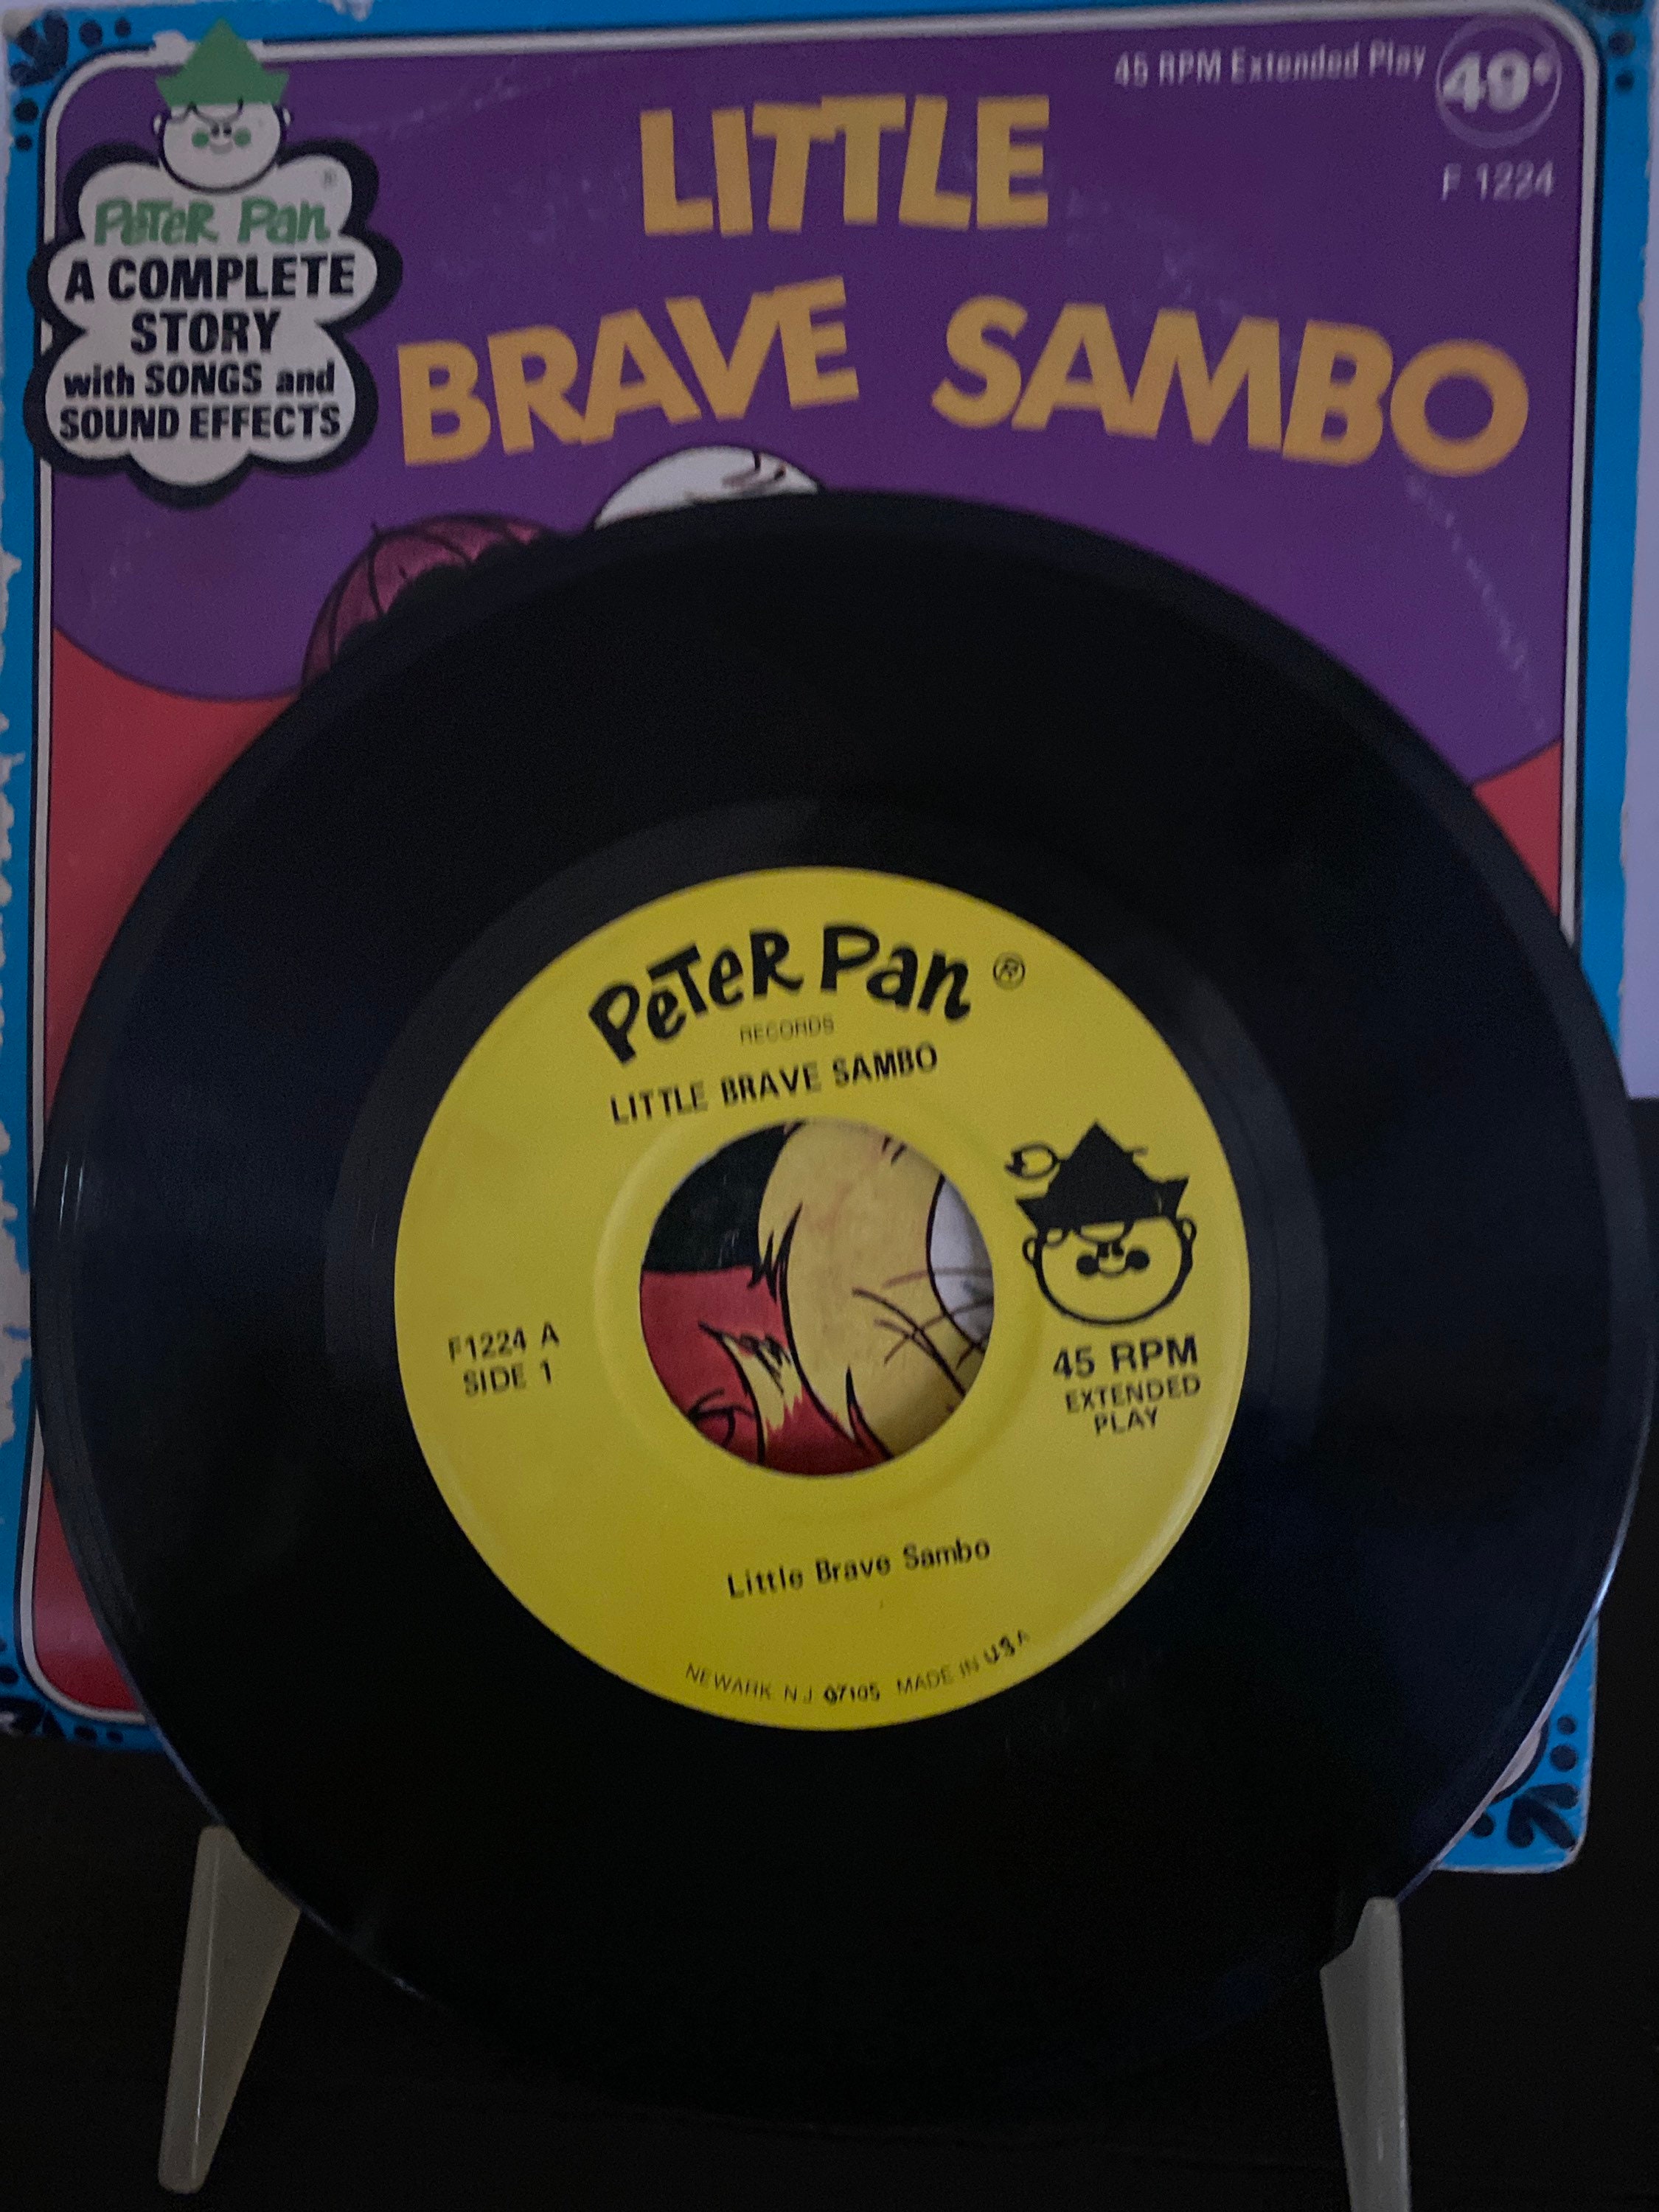 45 RPM Extended Play 49¢
F 1224
LITTLE
BRAVE SAMBO
PETER Pan ®
A COMPLETE
STORY
with SONGS and
SOUND EFFECTS
PETER Pan ®
RECORDS
LITTLE BRAVE SAMBO
F1224 A
SIDE 1
45 RPM
EXTENDED
PLAY
Little Brave Sambo
NEWARK N J 07105 MADE IN USA